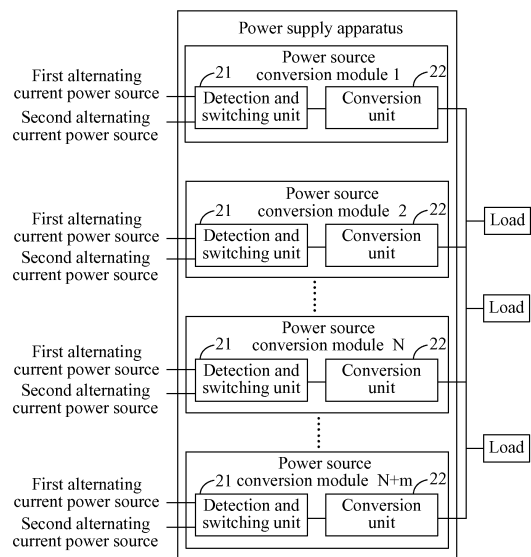 Power supply apparatus
Power source
conversion module 1
21
22
First alternating
current power source
Second alternating
current power source
Detection and
switching unit
Conversion
unit
Power source
conversion module 2
21
22
First alternating
current power source
Second alternating
current power source
Detection and
switching unit
Conversion
unit
Load
Power source
conversion module N
21
22
First alternating
current power source
Second alternating
current power source
Detection and
switching unit
Conversion
unit
Load
Power source
conversion module N+m
21
22
First alternating
current power source
Second alternating
current power source
Detection and
switching unit
Conversion
unit
Load